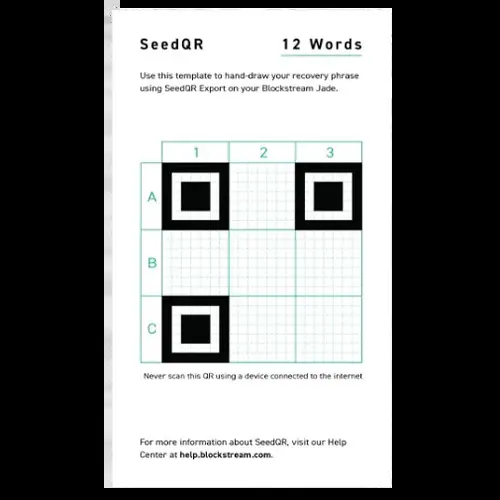 SeedQR 12 Words
Use this template to hand-draw your recovery phrase
using SeedQR Export on your Blockstream Jade.
1 2 3
A
B
C
Never scan this QR using a device connected to the internet
For more information about SeedQR, visit our Help
Center at help.blockstream.com.